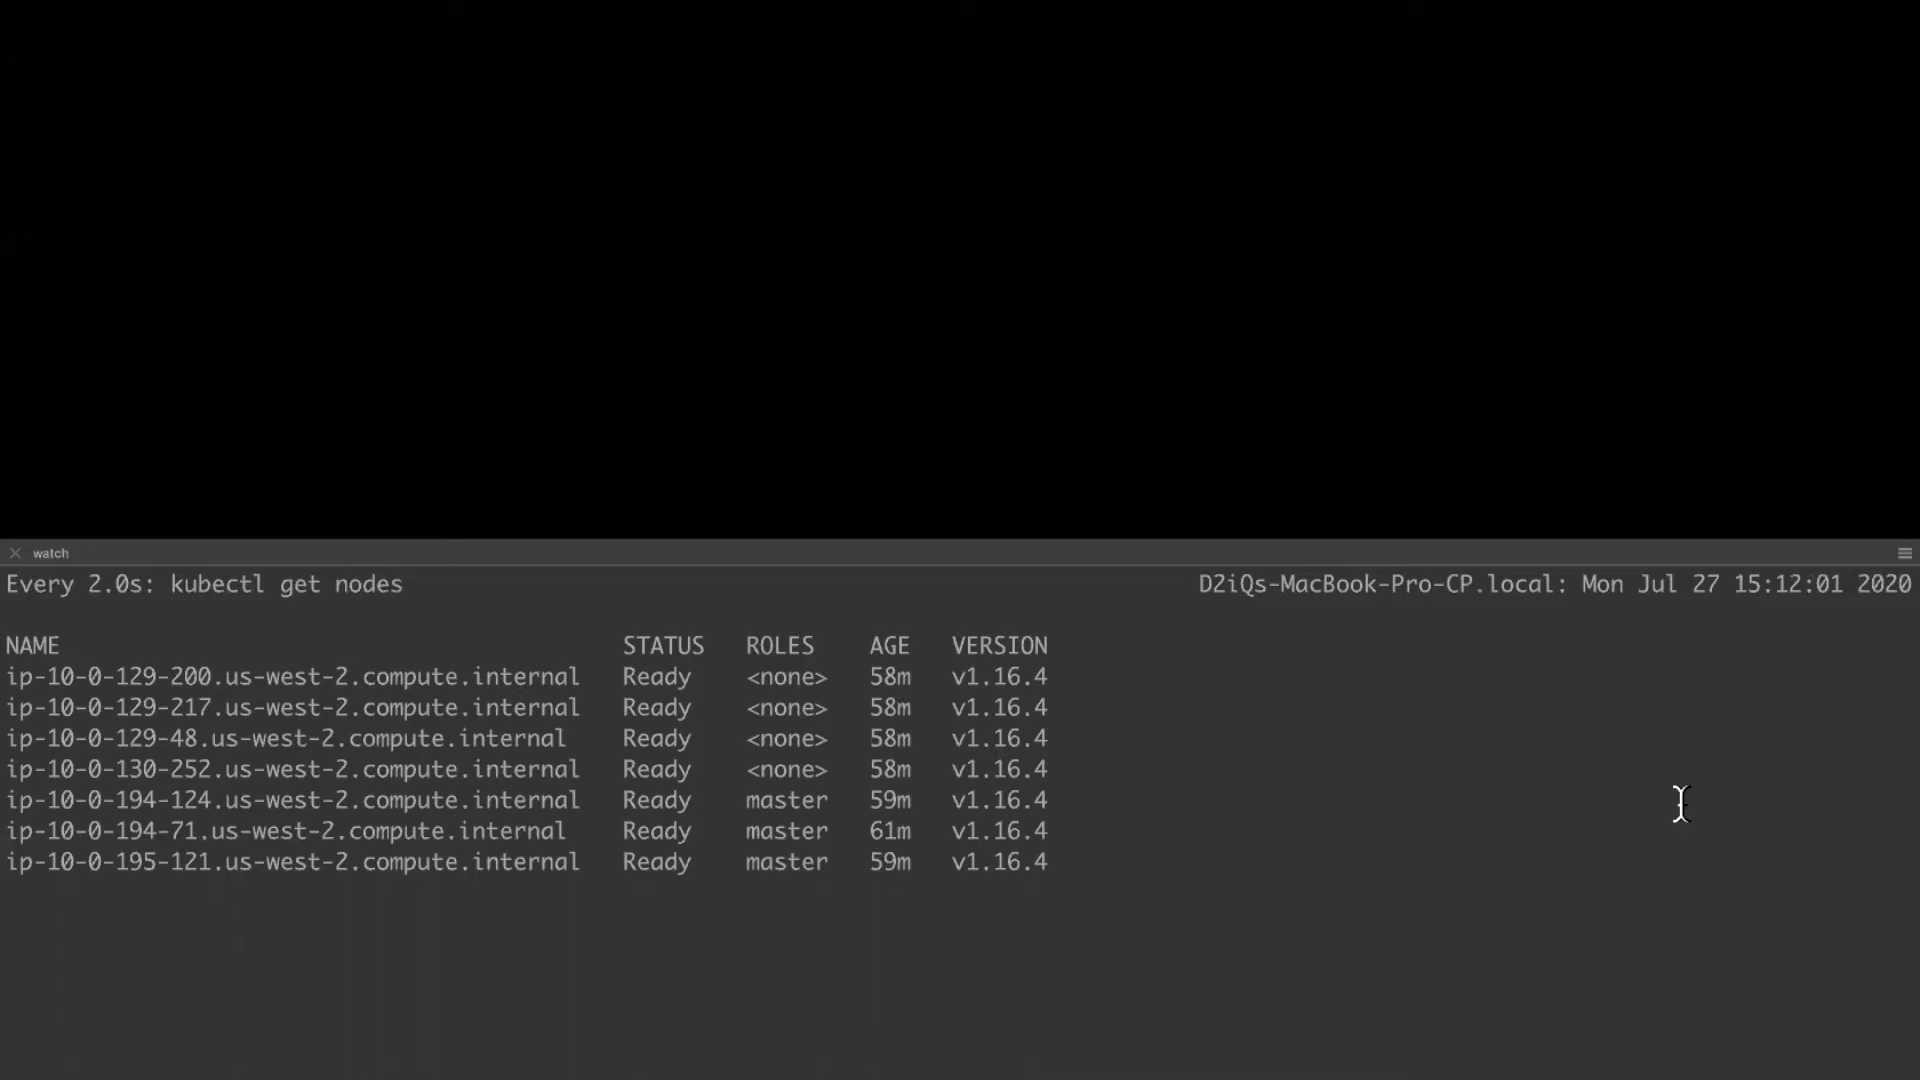 watch
Every 2.0s: kubectl get nodes D2iQs-MacBook-Pro-CP.local: Mon Jul 27 15:12:01 2020
NAME STATUS ROLES AGE VERSION
ip-10-0-129-200.us-west-2.compute.internal Ready <none> 58m v1.16.4
ip-10-0-129-217.us-west-2.compute.internal Ready <none> 58m v1.16.4
ip-10-0-129-48.us-west-2.compute.internal Ready <none> 58m v1.16.4
ip-10-0-130-252.us-west-2.compute.internal Ready <none> 58m v1.16.4
ip-10-0-194-124.us-west-2.compute.internal Ready master 59m v1.16.4
ip-10-0-194-71.us-west-2.compute.internal Ready master 61m v1.16.4
ip-10-0-195-121.us-west-2.compute.internal Ready master 59m v1.16.4